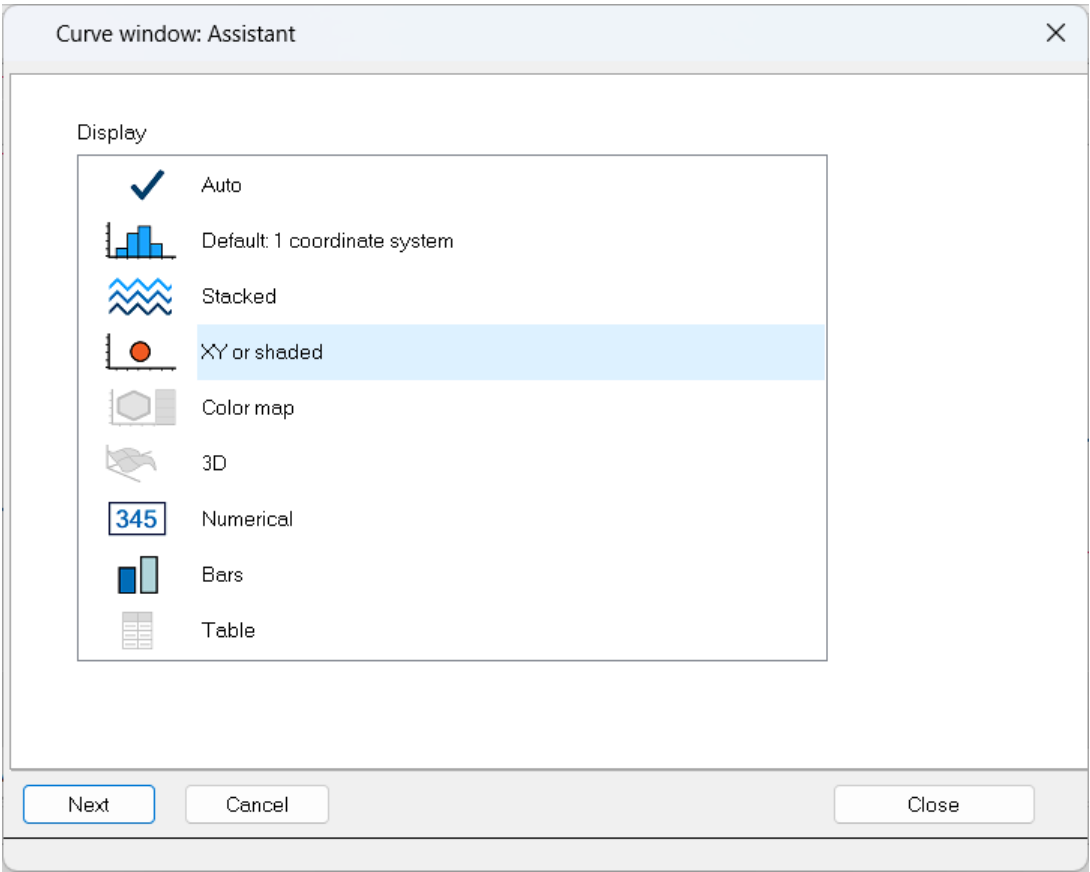 Curve window: Assistant
Display
Auto
Default: 1 coordinate system
Stacked
XY or shaded
Color map
3D
345 Numerical
Bars
Table
Next Cancel Close